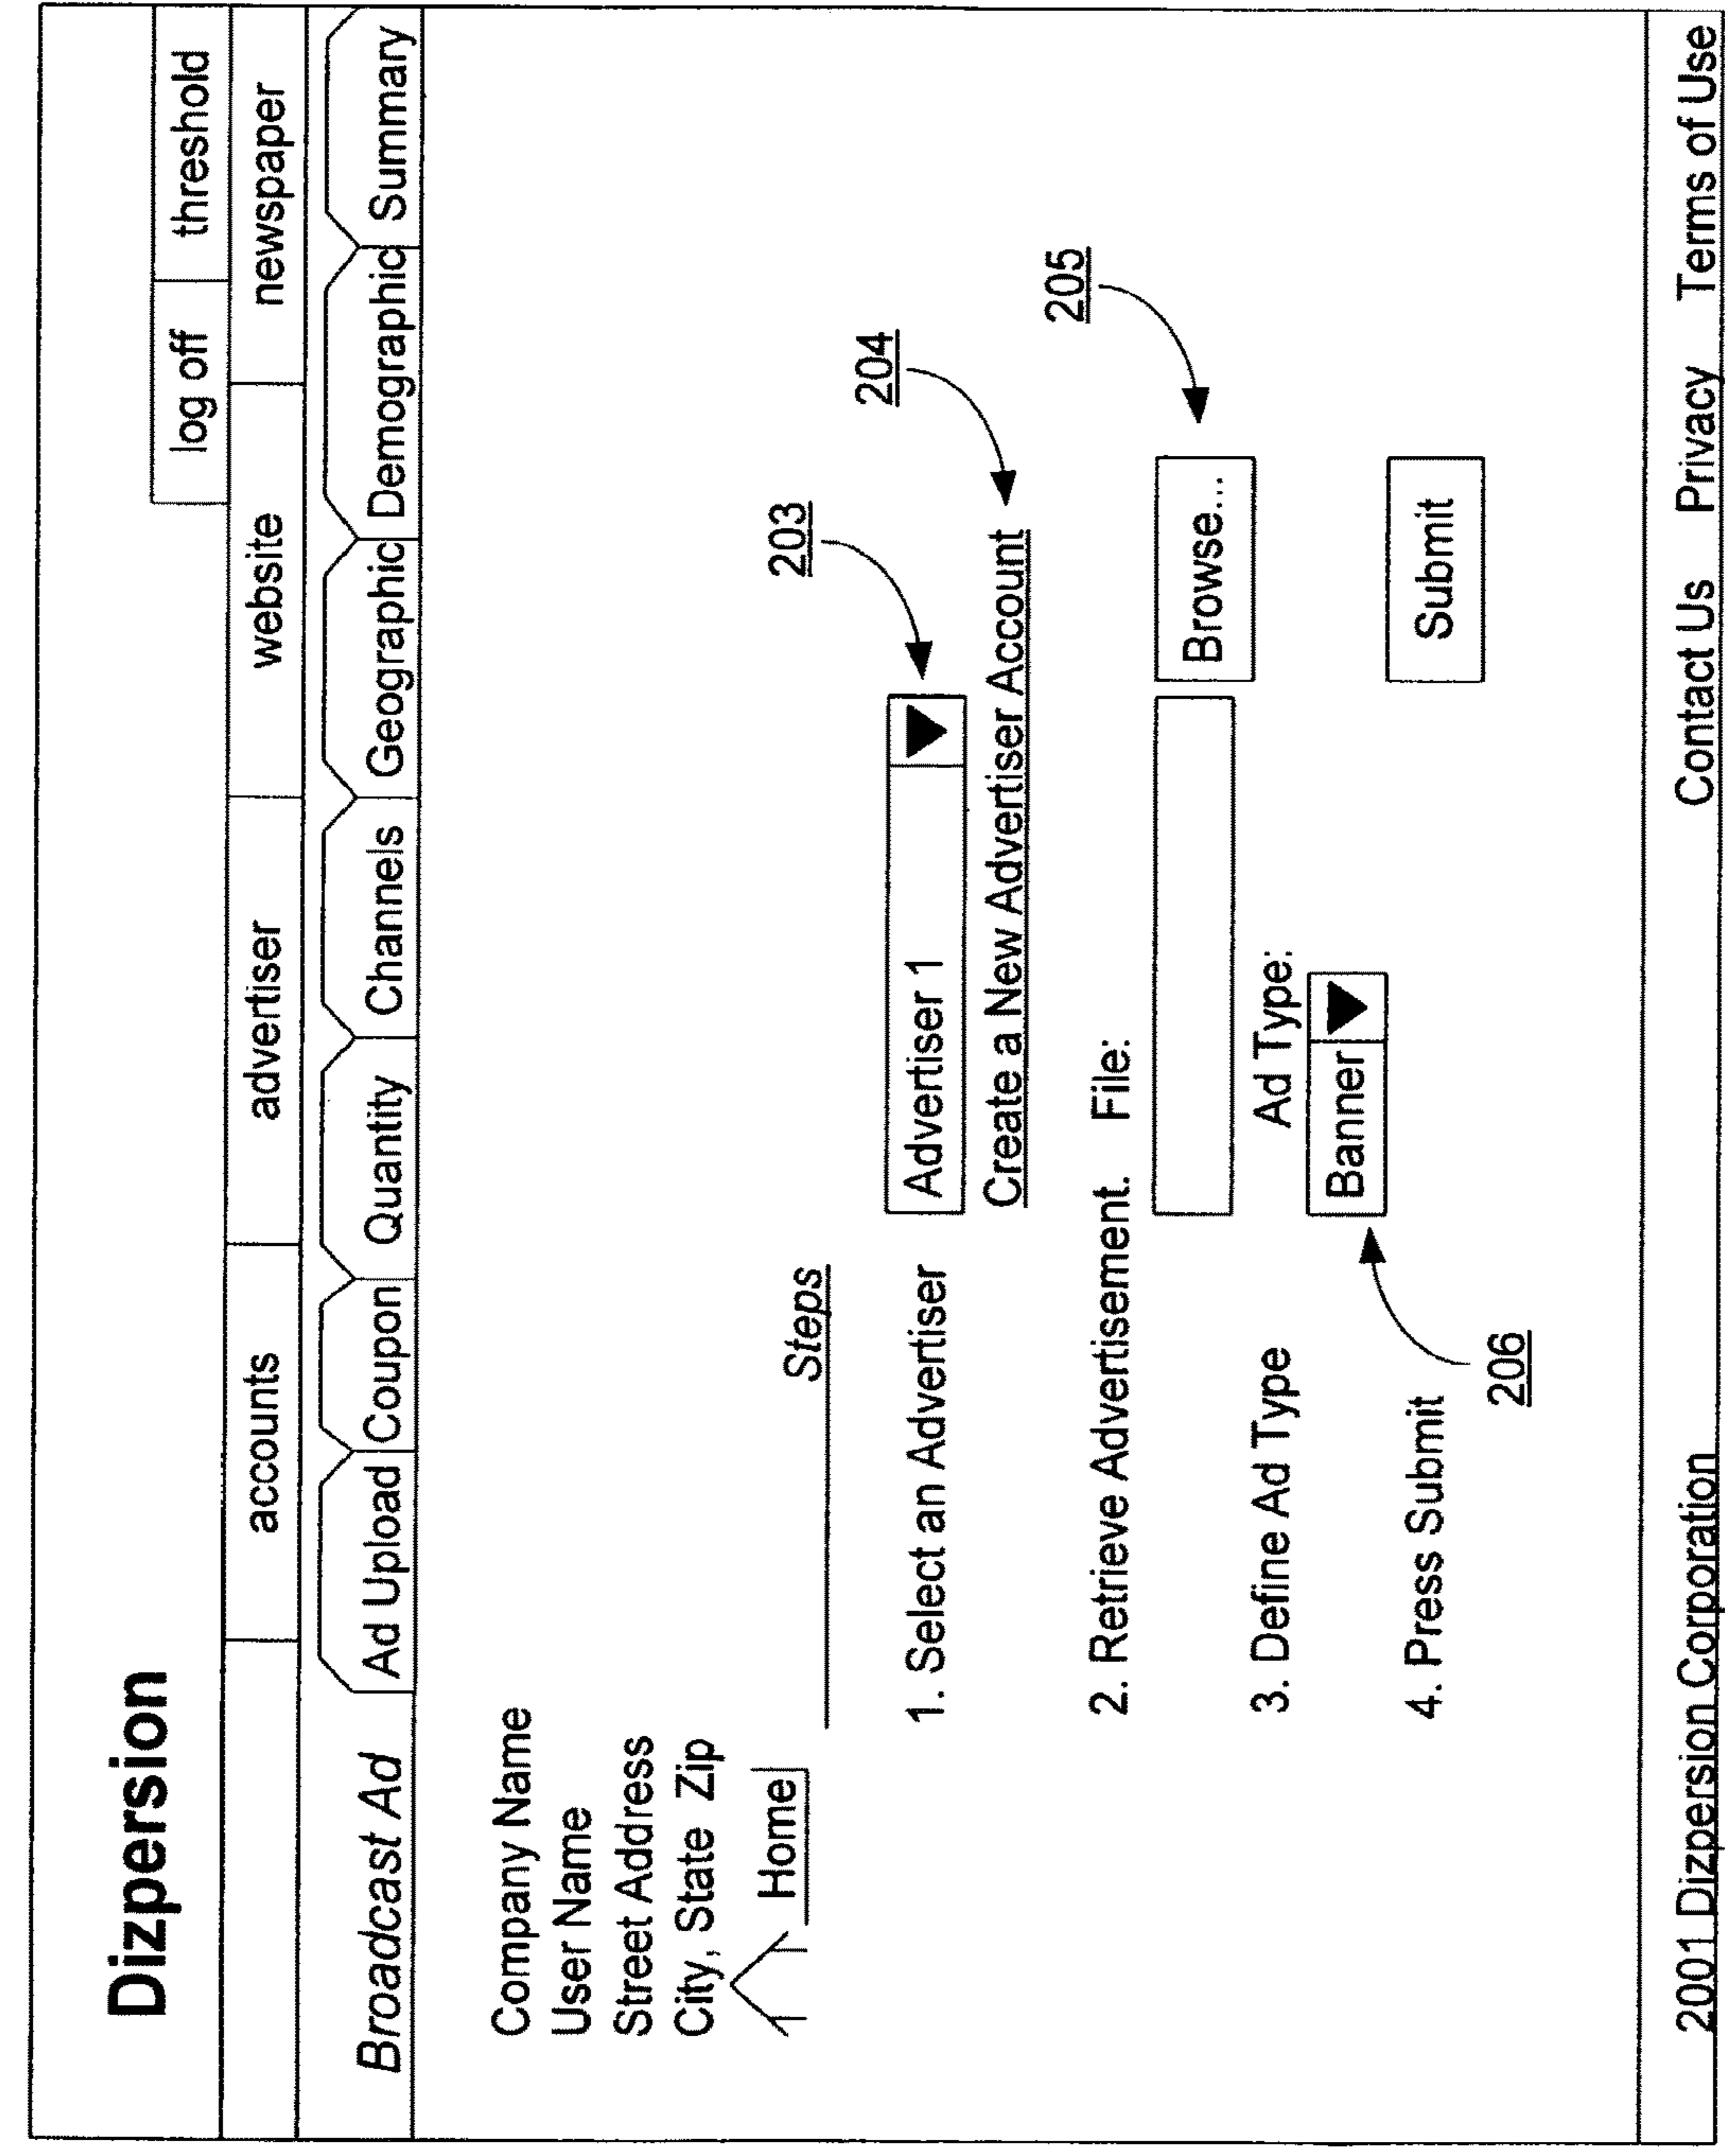 Dizpersion
log off threshold
accounts advertiser website newspaper
Broadcast Ad Ad Upload Coupon Quantity Channels Geographic Demographic Summary
Company Name
User Name
Street Address
City, State Zip
Home
Steps
203
1. Select an Advertiser Advertiser 1
204
Create a New Advertiser Account
205
2. Retrieve Advertisement. File:
Browse...
3. Define Ad Type Ad Type:
Banner
4. Press Submit Submit
206
2001 Dizpersion Corporation Contact Us Privacy Terms of Use